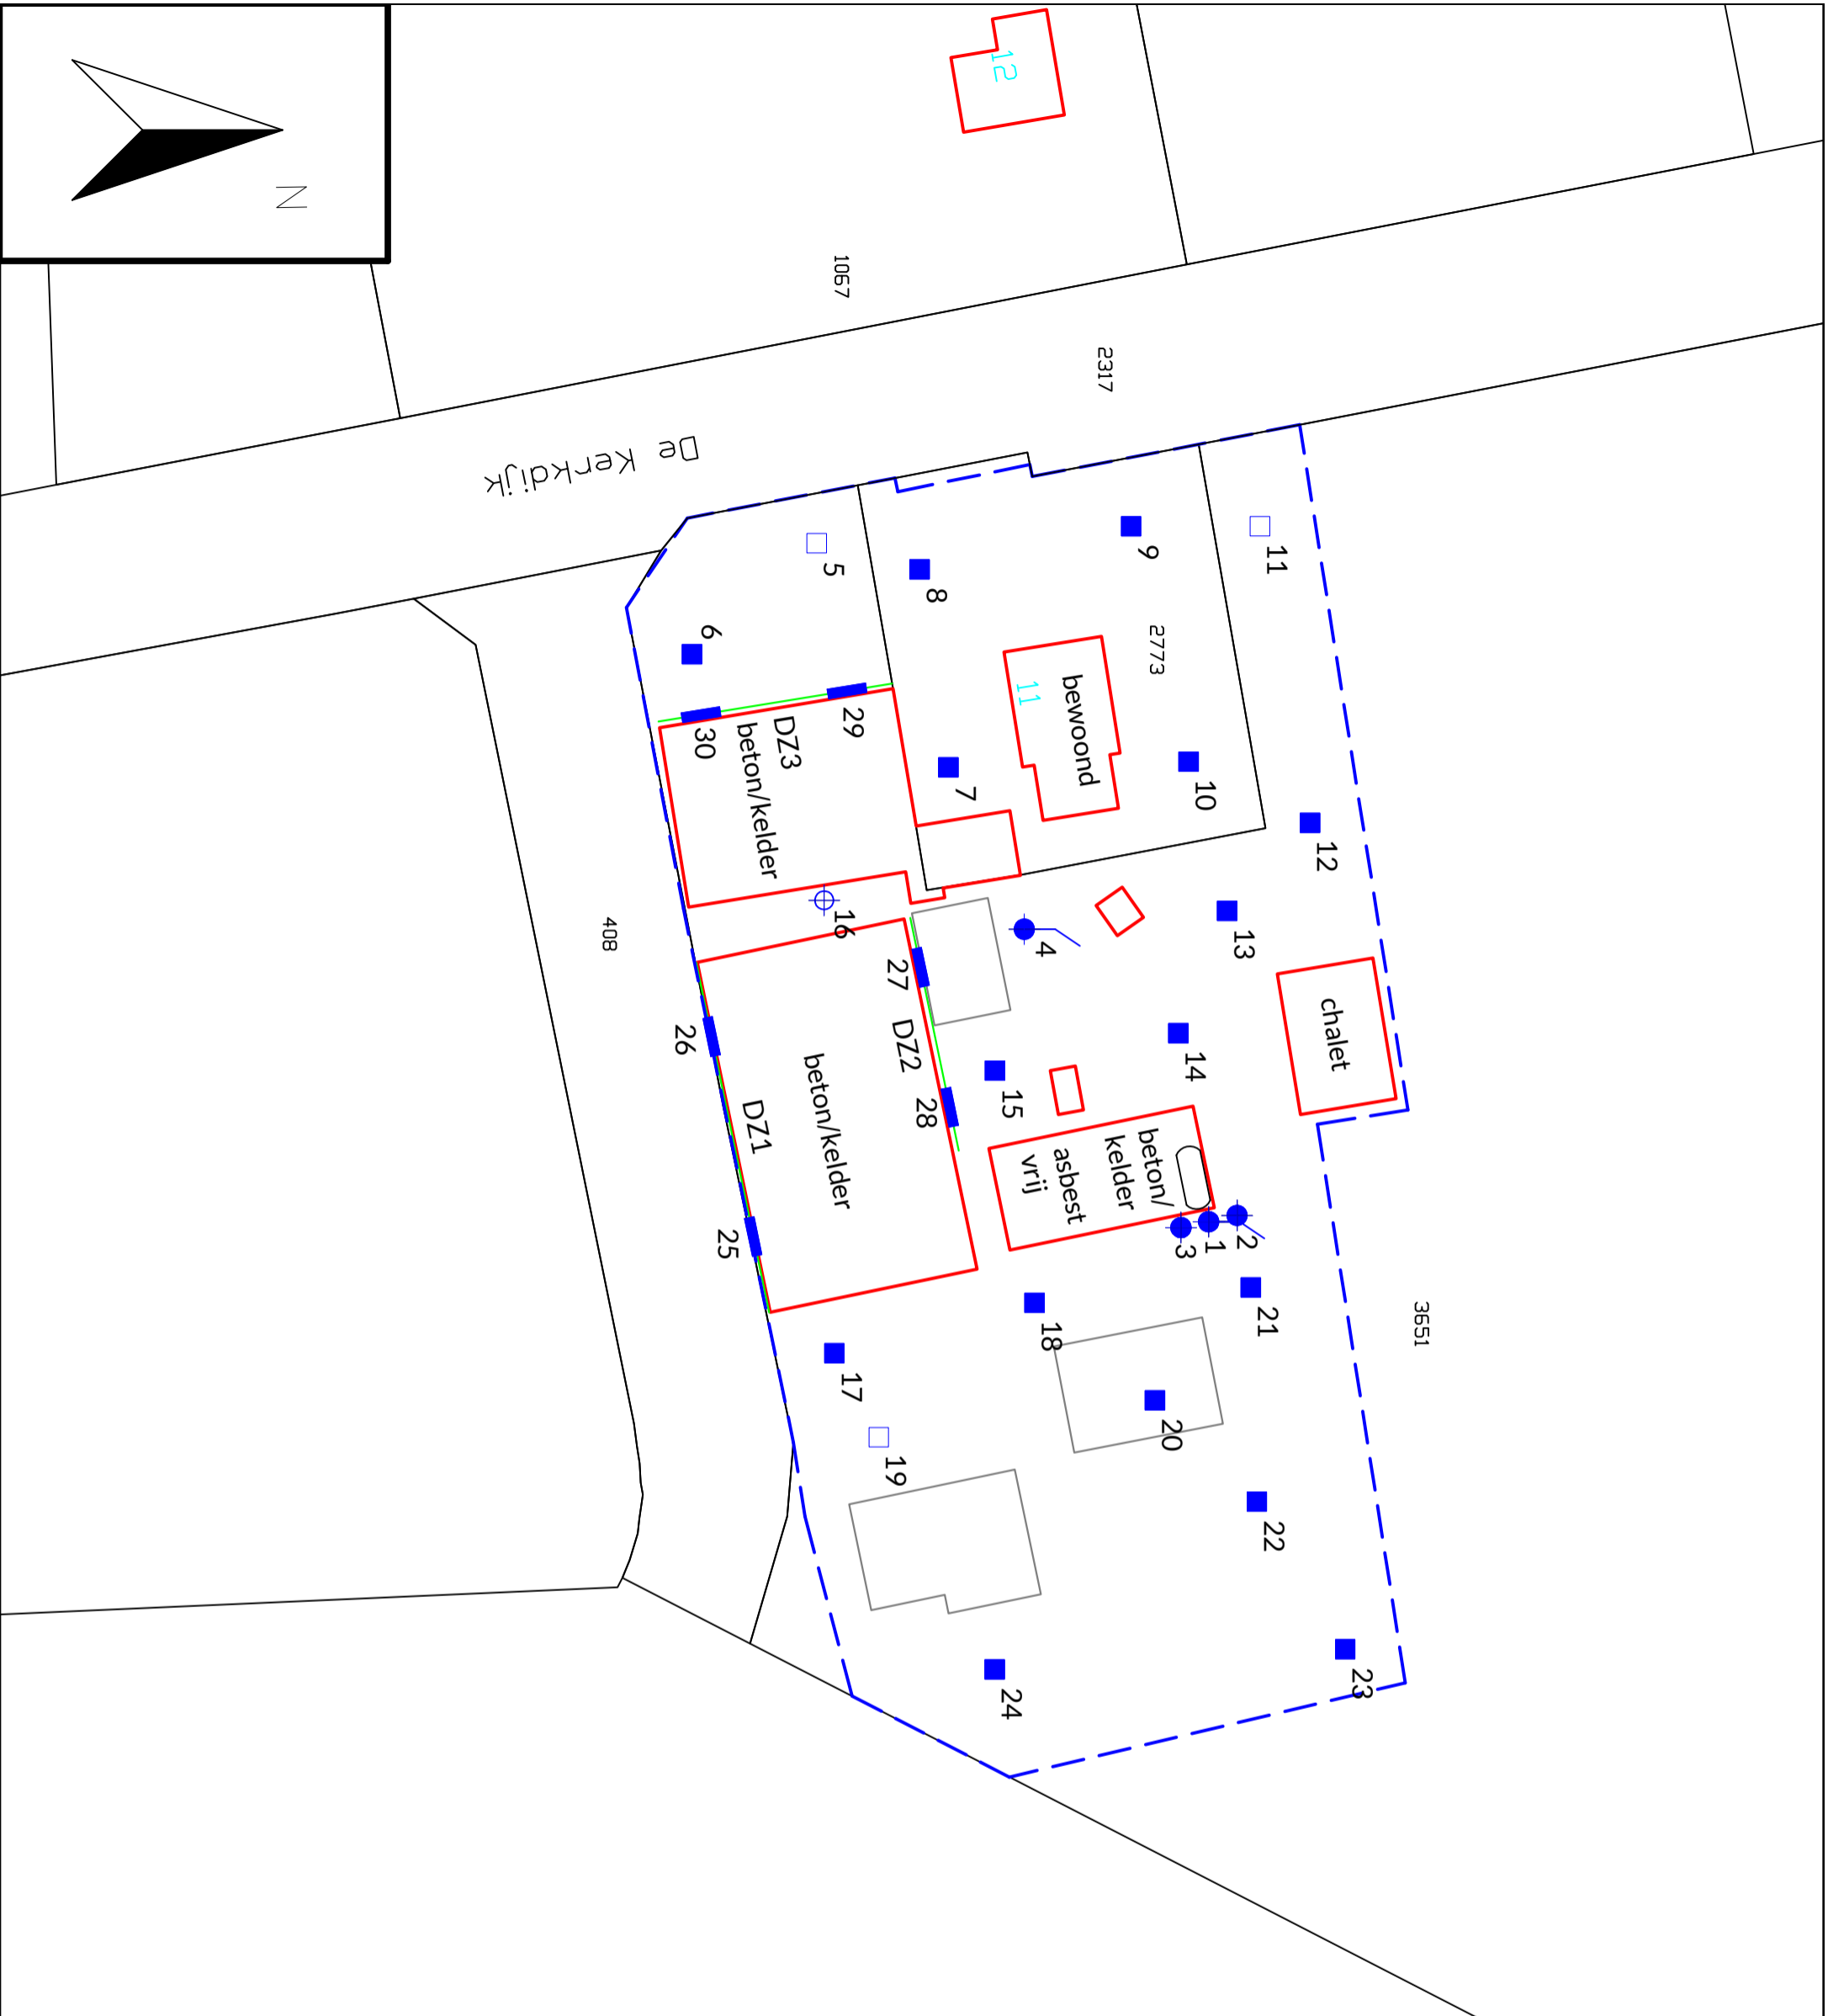 N
12
1067
2317
De Kerkdijk
2773
408
3651
11
bewoond
chalet
DZ3
beton/kelder
DZ2
beton/kelder
DZ1
beton/
kelder
asbest
vrij
1
2
3
4
5
6
7
8
9
10
11
12
13
14
15
16
17
18
19
20
21
22
23
24
25
26
27
28
29
30